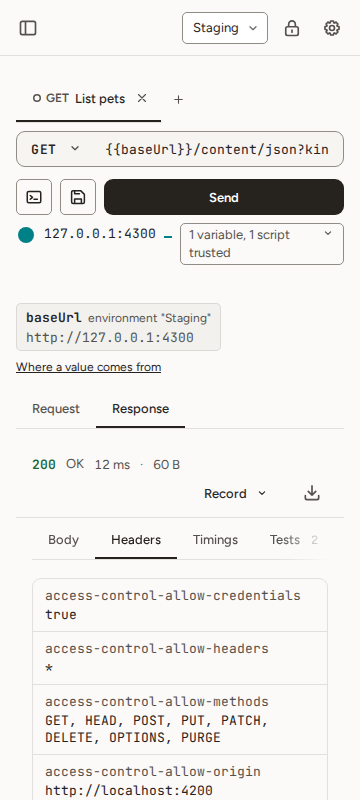 Staging
GET List pets
GET {{baseUrl}}/content/json?kin
Send
127.0.0.1:4300
1 variable, 1 script trusted
baseUrl environment "Staging"
http://127.0.0.1:4300
Where a value comes from
Request Response
200 OK 12 ms · 60 B
Record
Body Headers Timings Tests 2
access-control-allow-credentials
true
access-control-allow-headers
*
access-control-allow-methods
GET, HEAD, POST, PUT, PATCH,
DELETE, OPTIONS, PURGE
access-control-allow-origin
http://localhost:4200